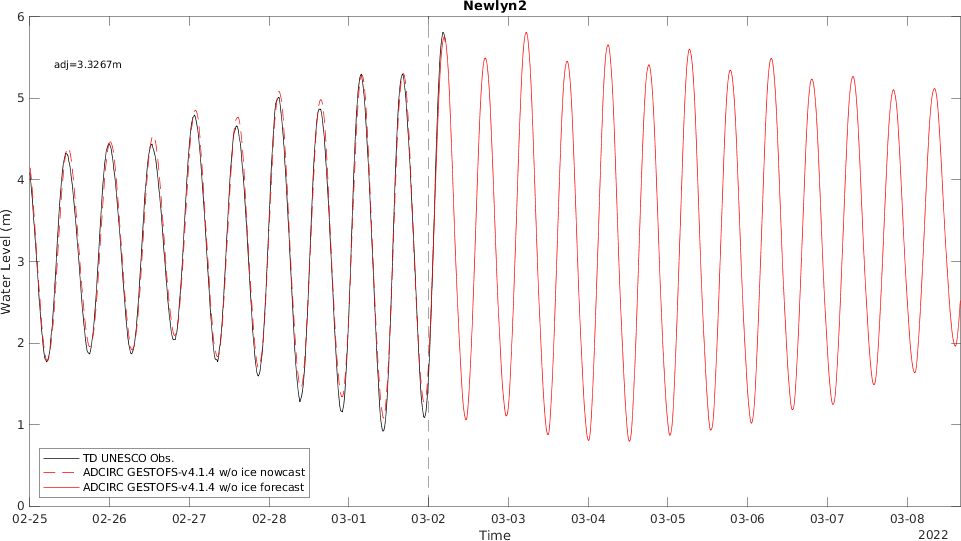 Newlyn2
adj=3.3267m
Water Level (m)
6
5
4
3
2
1
0
TD UNESCO Obs.
ADCIRC GESTOFS-v4.1.4 w/o ice nowcast
ADCIRC GESTOFS-v4.1.4 w/o ice forecast
02-25 02-26 02-27 02-28 03-01 03-02 03-03 03-04 03-05 03-06 03-07 03-08
Time
2022